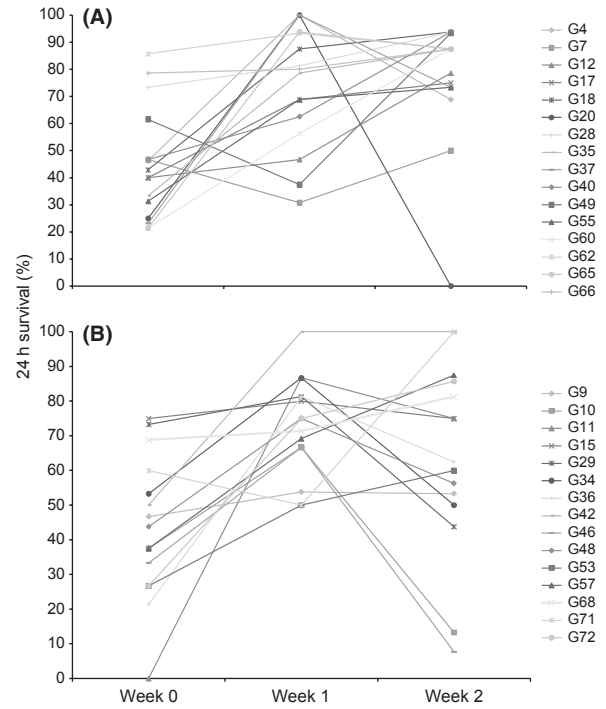 (A)
100
90
80
70
60
50
40
30
20
10
0
G4
G7
G12
G17
G18
G20
G28
G35
G37
G40
G49
G55
G60
G62
G65
G66
24 h survival (%)
(B)
100
90
80
70
60
50
40
30
20
10
0
G9
G10
G11
G15
G29
G34
G36
G42
G46
G48
G53
G57
G68
G71
G72
Week 0 Week 1 Week 2